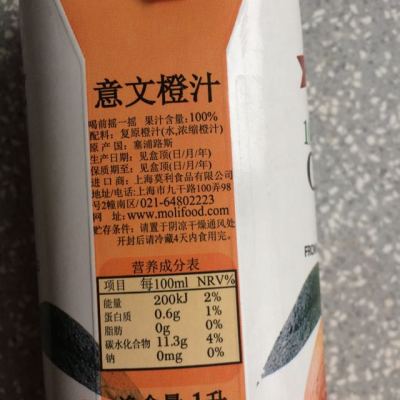 意文橙汁
喝前摇一摇 果汁含量:100%
配料: 复原橙汁(水,浓缩橙汁)
原 产 国: 塞浦路斯
生产日期: 见盒顶(日/月/年)
保质期至: 见盒顶(日/月/年)
进 口 商: 上海莫利食品有限公司
地址/电话:上海市九干路100弄98
号2幢南区/ 021-64802223
网 址: www.molifood.com
贮存条件: 请置于阴凉干燥通风处
开封后请冷藏4天内食用完。
营养成分表
项目 每100ml NRV%
能量 200kJ 2%
蛋白质 0.6g 1%
脂肪 0g 0%
碳水化合物 11.3g 4%
钠 0mg 0%
净含量:1升
FROM